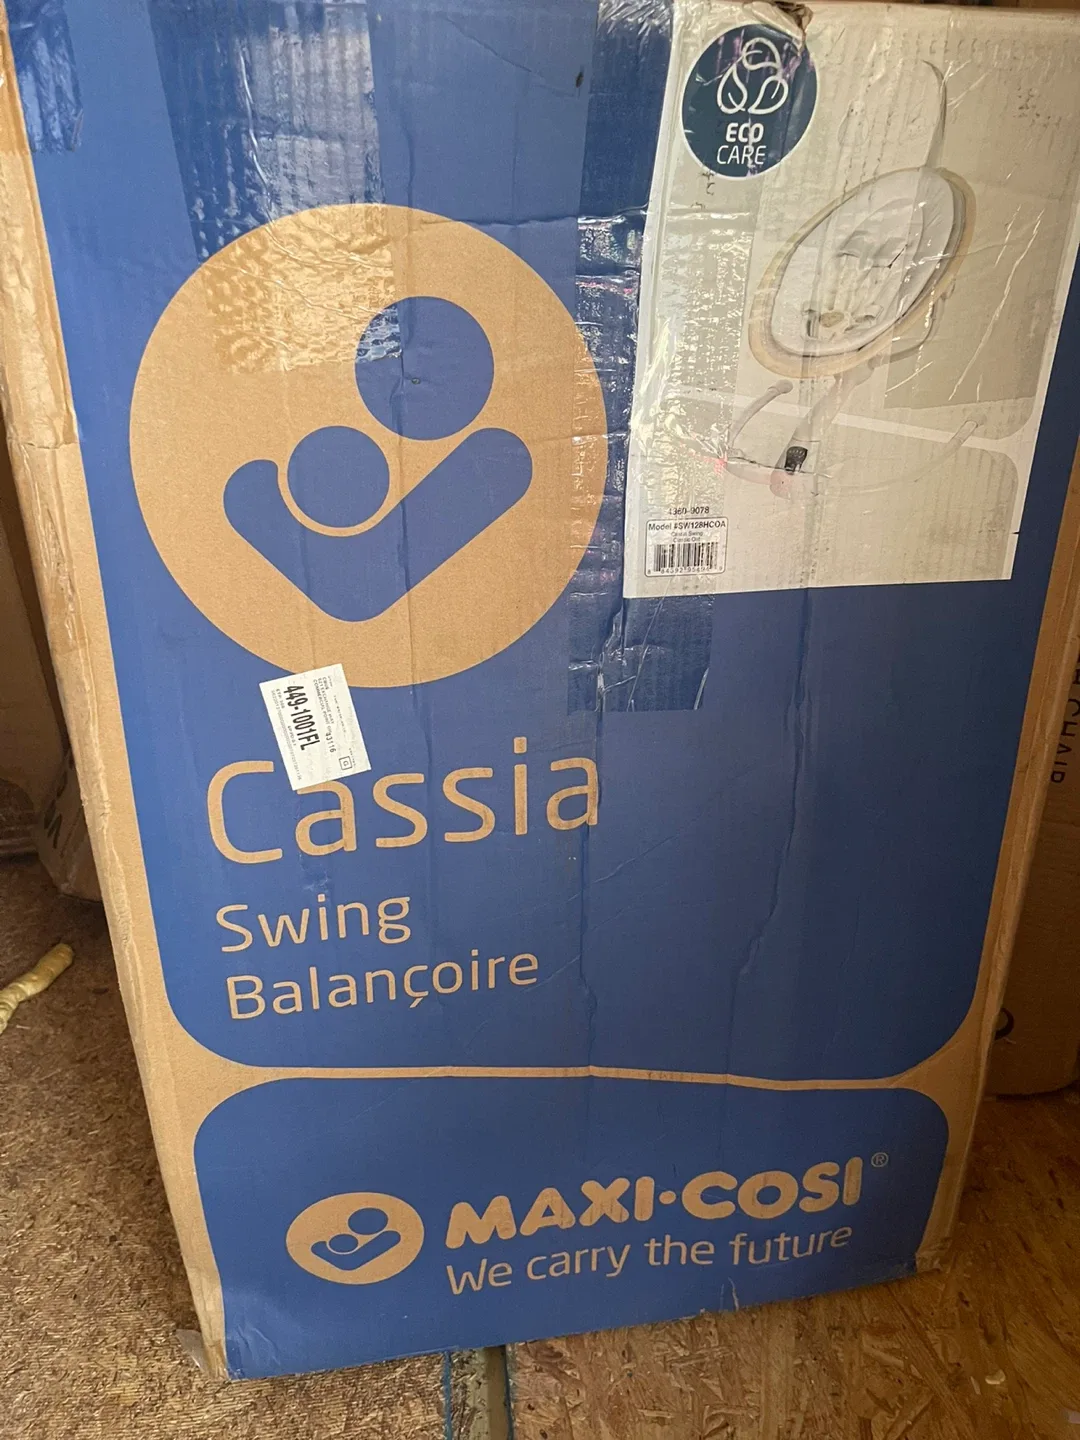 ECO
CARE
4360-9078
Model #SW128HCOA
Cassia Swing
449-1001FL
Cassia
Swing
Balançoire
MAXI·COSI®
We carry the future
CHAIR